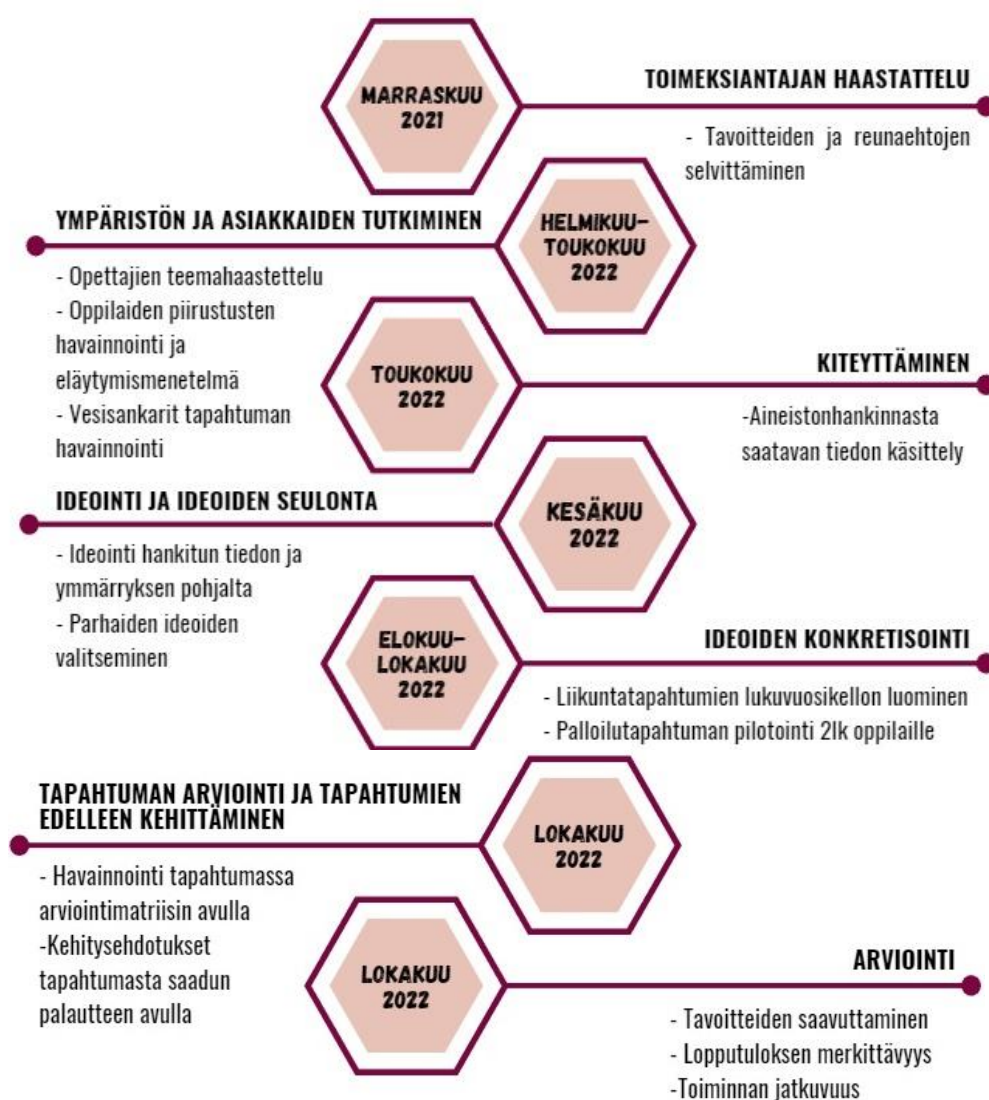 MARRASKUU
2021
TOIMEKSIANTAJAN HAASTATTELU
- Tavoitteiden ja reunaehtojen
selvittäminen
HELMIKUU-
TOUKOKUU
2022
YMPÄRISTÖN JA ASIAKKAIDEN TUTKIMINEN
- Opettajien teemahaastettelu
- Oppilaiden piirustusten
havainnointi ja
eläytymismenetelmä
- Vesisankarit tapahtuman
havainnointi
TOUKOKUU
2022
KITEYTTÄMINEN
-Aineistonhankinnasta
saatavan tiedon käsittely
KESÄKUU
2022
IDEOINTI JA IDEOIDEN SEULONTA
- Ideointi hankitun tiedon ja
ymmärryksen pohjalta
- Parhaiden ideoiden
valitseminen
ELOKUU-
LOKAKUU
2022
IDEOIDEN KONKRETISOINTI
- Liikuntatapahtumien lukuvuosikellon luominen
- Palloilutapahtuman pilotointi 2lk oppilaille
LOKAKUU
2022
TAPAHTUMAN ARVIOINTI JA TAPAHTUMIEN
EDELLEEN KEHITTÄMINEN
- Havainnointi tapahtumassa
arviointimatriisin avulla
-Kehitysehdotukset
tapahtumasta saadun
palautteen avulla
LOKAKUU
2022
ARVIOINTI
- Tavoitteiden saavuttaminen
- Lopputuloksen merkittävyys
-Toiminnan jatkuvuus